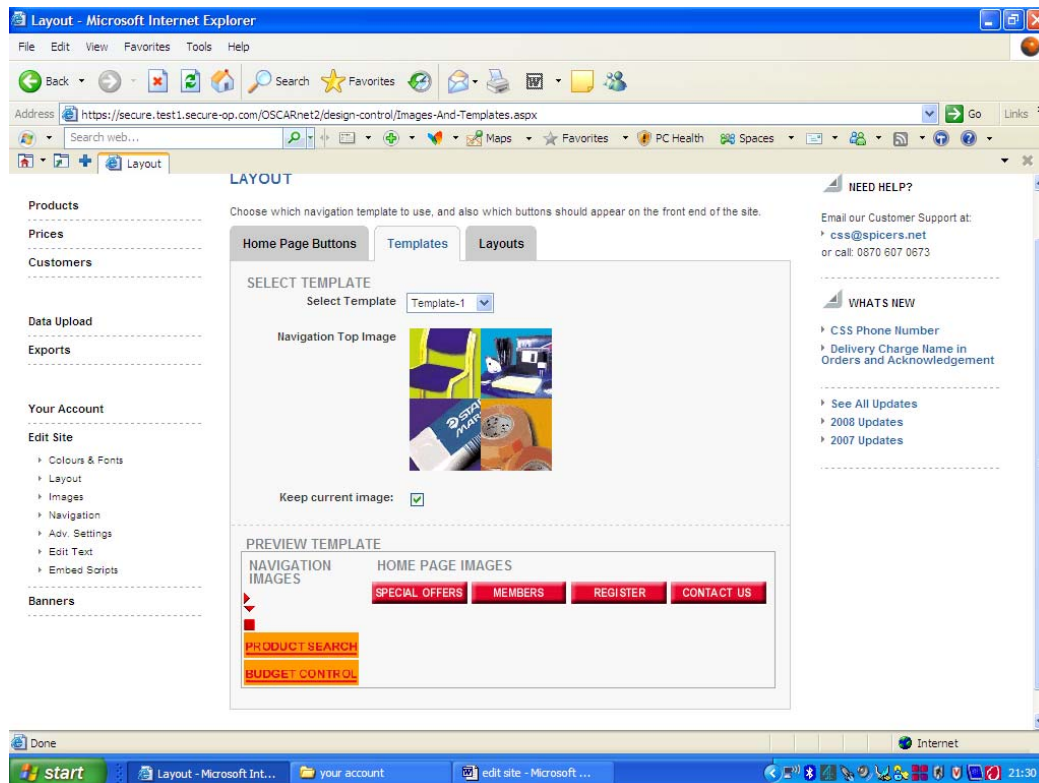 Layout - Microsoft Internet Explorer
File Edit View Favorites Tools Help
Back Search Favorites
Address https://secure.test1.secure-op.com/OSCARnet2/design-control/Images-And-Templates.aspx Go Links
Search web... Maps Favorites PC Health Spaces
Layout
LAYOUT
Choose which navigation template to use, and also which buttons should appear on the front end of the site.
Products
Prices
Customers
Data Upload
Exports
Your Account
Edit Site
Colours & Fonts
Layout
Images
Navigation
Adv. Settings
Edit Text
Embed Scripts
Banners
Home Page Buttons Templates Layouts
SELECT TEMPLATE
Select Template Template-1
Navigation Top Image
STAR
MAR
Keep current image:
PREVIEW TEMPLATE
NAVIGATION
IMAGES
HOME PAGE IMAGES
SPECIAL OFFERS MEMBERS REGISTER CONTACT US
PRODUCT SEARCH
BUDGET CONTROL
NEED HELP?
Email our Customer Support at:
css@spicers.net
or call: 0870 607 0673
WHATS NEW
CSS Phone Number
Delivery Charge Name in
Orders and Acknowledgement
See All Updates
2008 Updates
2007 Updates
Done Internet
start Layout - Microsoft Int... your account edit site - Microsoft ... 21:30